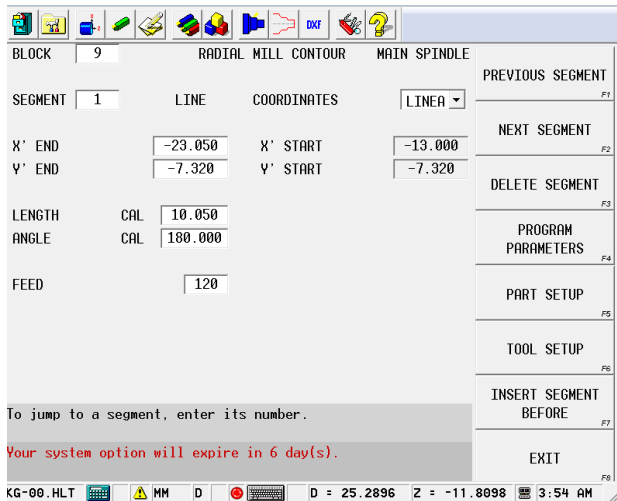 DXF
BLOCK 9 RADIAL MILL CONTOUR MAIN SPINDLE
SEGMENT 1 LINE COORDINATES LINEA
X' END -23.050 X' START -13.000
Y' END -7.320 Y' START -7.320
LENGTH CAL 10.050
ANGLE CAL 180.000
FEED 120
To jump to a segment, enter its number.
Your system option will expire in 6 day(s).
PREVIOUS SEGMENT
F1
NEXT SEGMENT
F2
DELETE SEGMENT
F3
PROGRAM
PARAMETERS
F4
PART SETUP
F5
TOOL SETUP
F6
INSERT SEGMENT
BEFORE
F7
EXIT
F8
KG-00.HLT MM D D = 25.2896 Z = -11.8098 3:54 AM